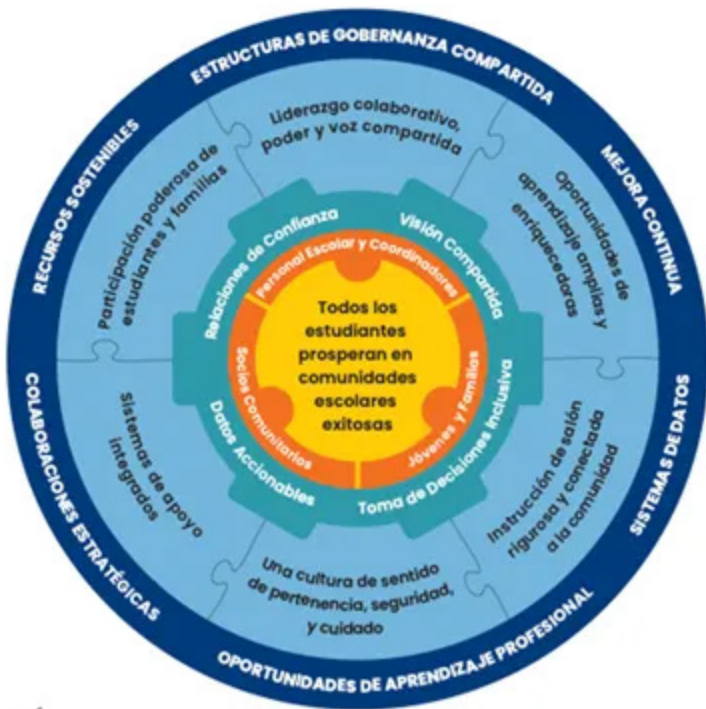 ESTRUCTURAS DE GOBERNANZA COMPARTIDA
MEJORA CONTINUA
SISTEMAS DE DATOS
OPORTUNIDADES DE APRENDIZAJE PROFESIONAL
COLABORACIONES ESTRATÉGICAS
RECURSOS SOSTENIBLES
Liderazgo colaborativo,
poder y voz compartida
Oportunidades de
aprendizaje amplias y
enriquecedoras
Instrucción de salón
rigurosa y conectada
a la comunidad
Una cultura de sentido
de pertenencia, seguridad,
y cuidado
Sistemas de apoyo
integrados
Participación poderosa de
estudiantes y familias
Relaciones de Confianza
Visión Compartida
Toma de Decisiones Inclusiva
Datos Accionables
Personal Escolar y Coordinadores
Jóvenes y Familias
Socios Comunitarios
Todos los
estudiantes
prosperan en
comunidades
escolares
exitosas